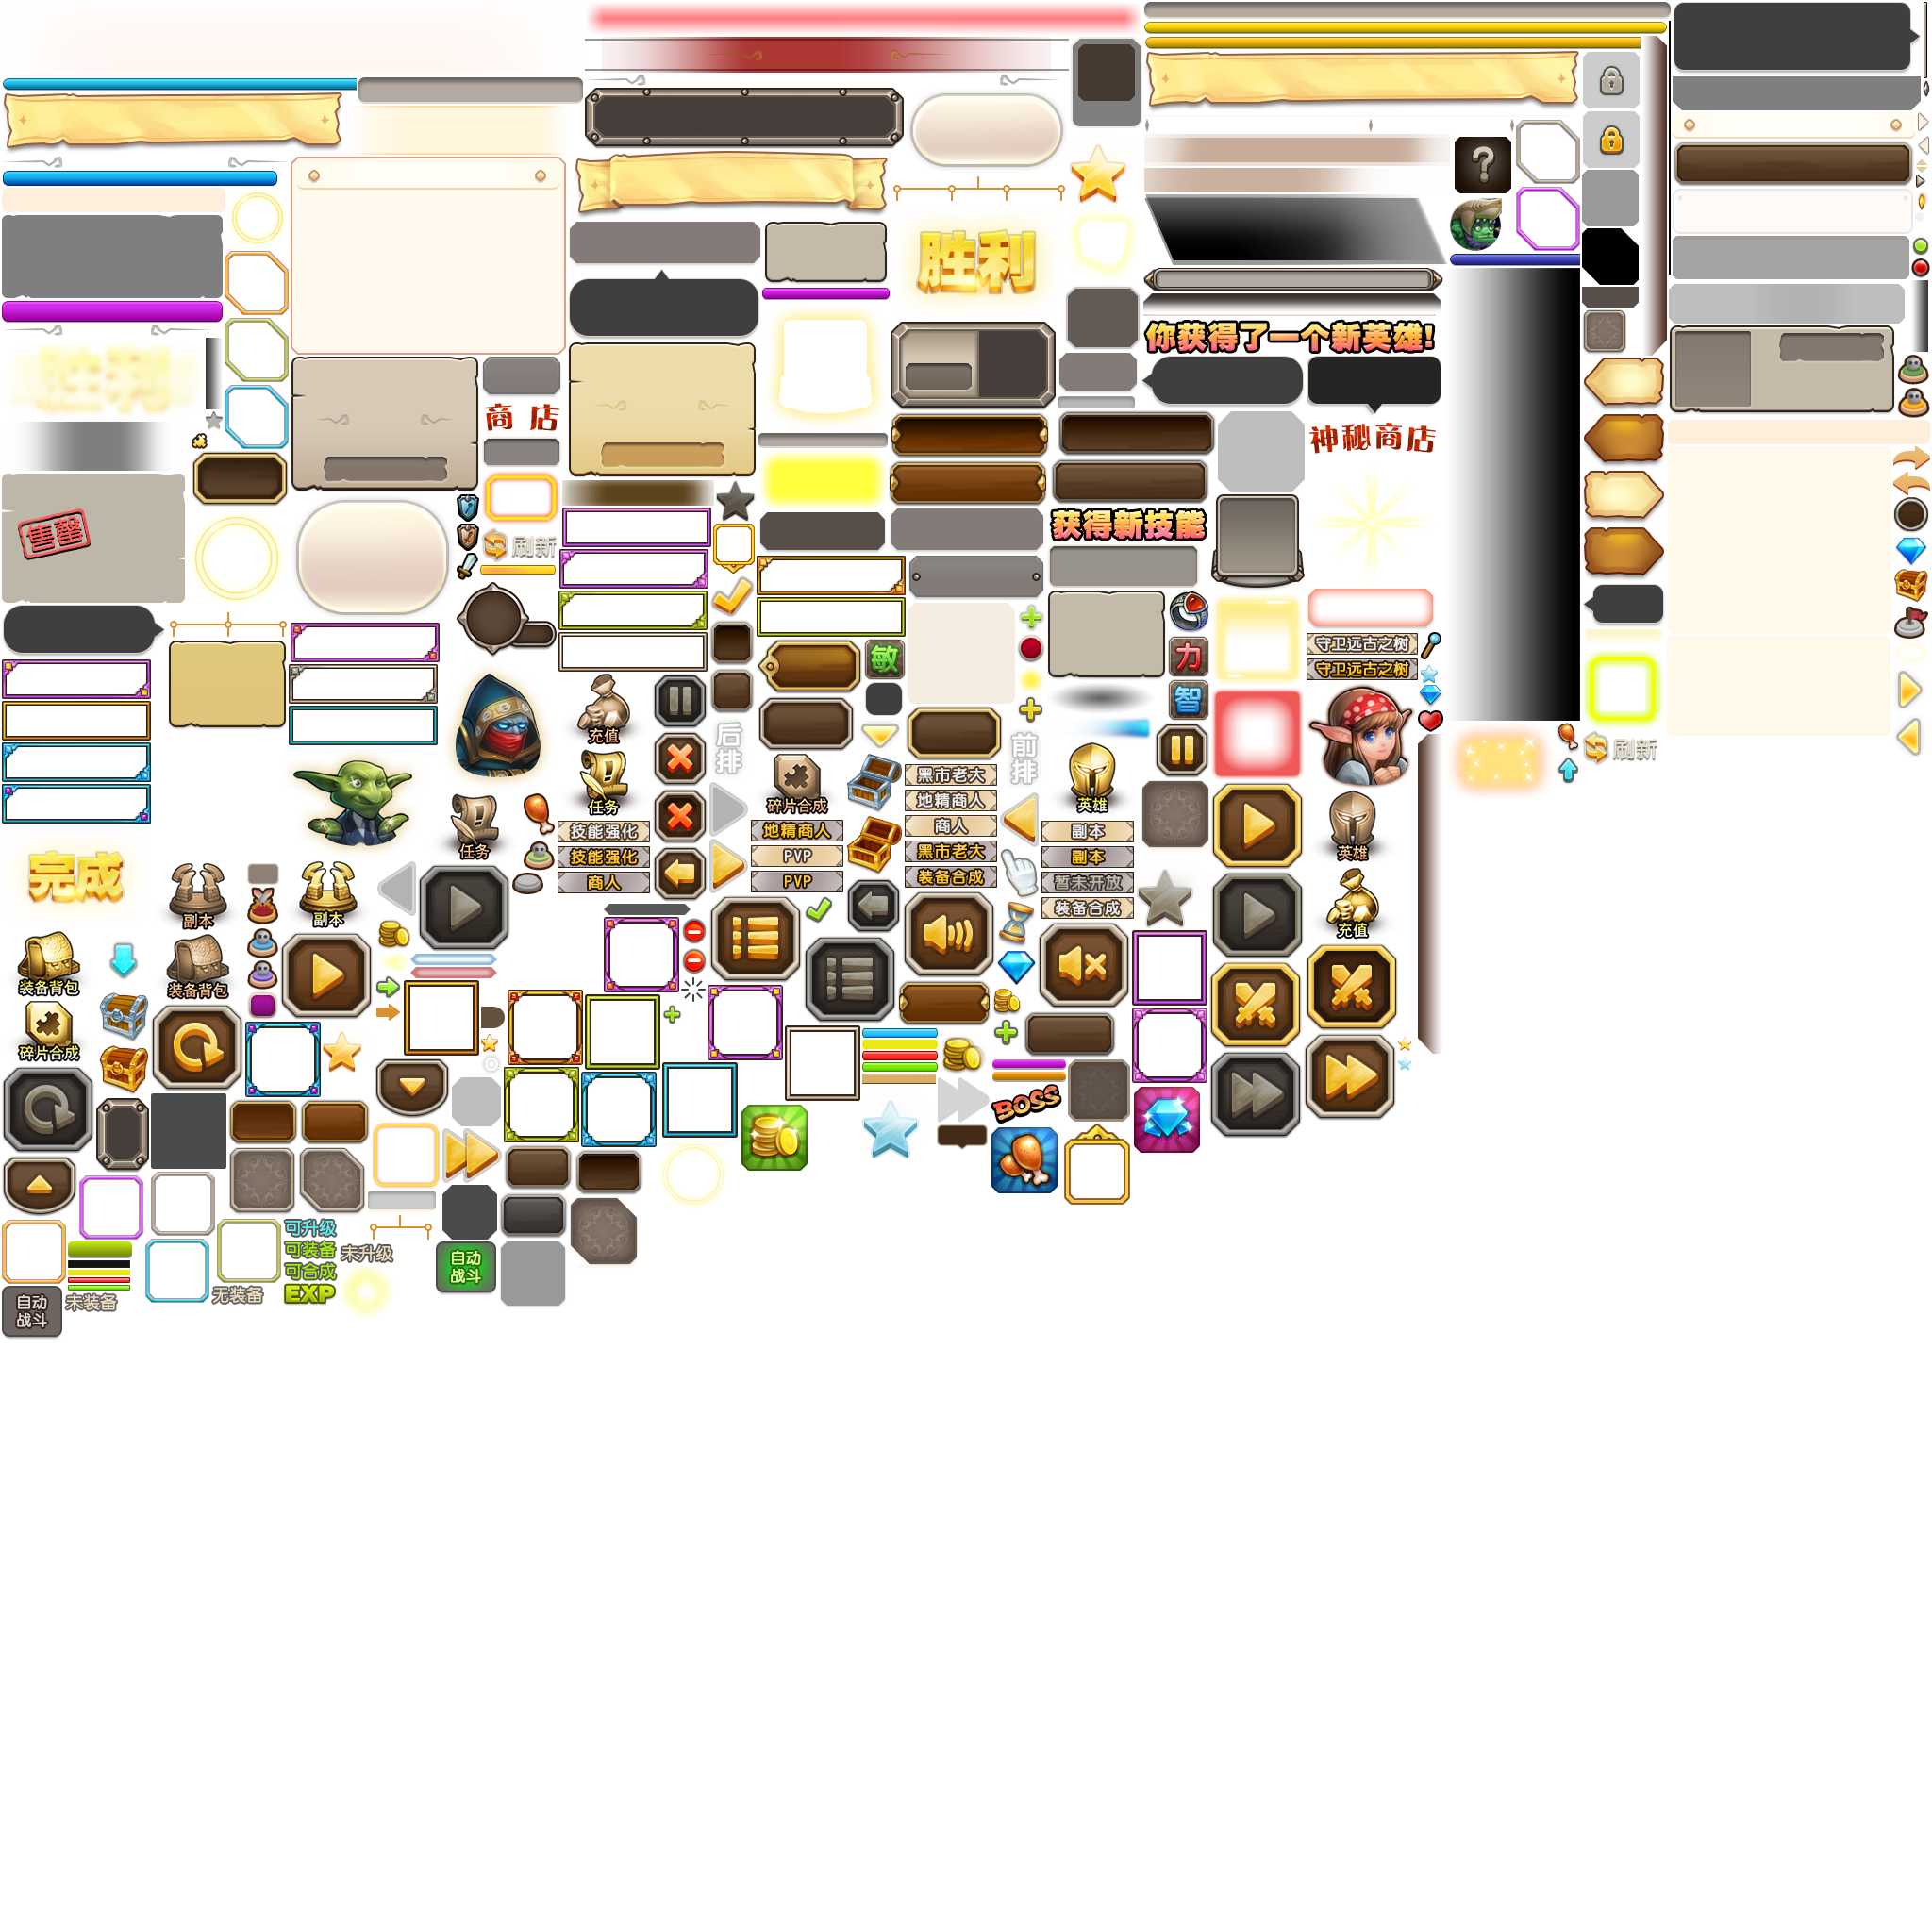 胜利
你获得了一个新英雄!
商 店
神秘商店
售罄
获得新技能
刷新
守卫远古之树
守卫远古之树
敏
力
智
充值
后排
前排
刷新
任务
碎片合成
黑市老大
地精商人
商人
黑市老大
装备合成
英雄
任务
技能强化
技能强化
商人
地精商人
PVP
PVP
副本
副本
暂未开放
装备合成
英雄
完成
副本
副本
充值
装备背包
装备背包
碎片合成
BOSS
可升级
可装备
可合成
EXP
未升级
无装备
未装备
自动
战斗
自动
战斗